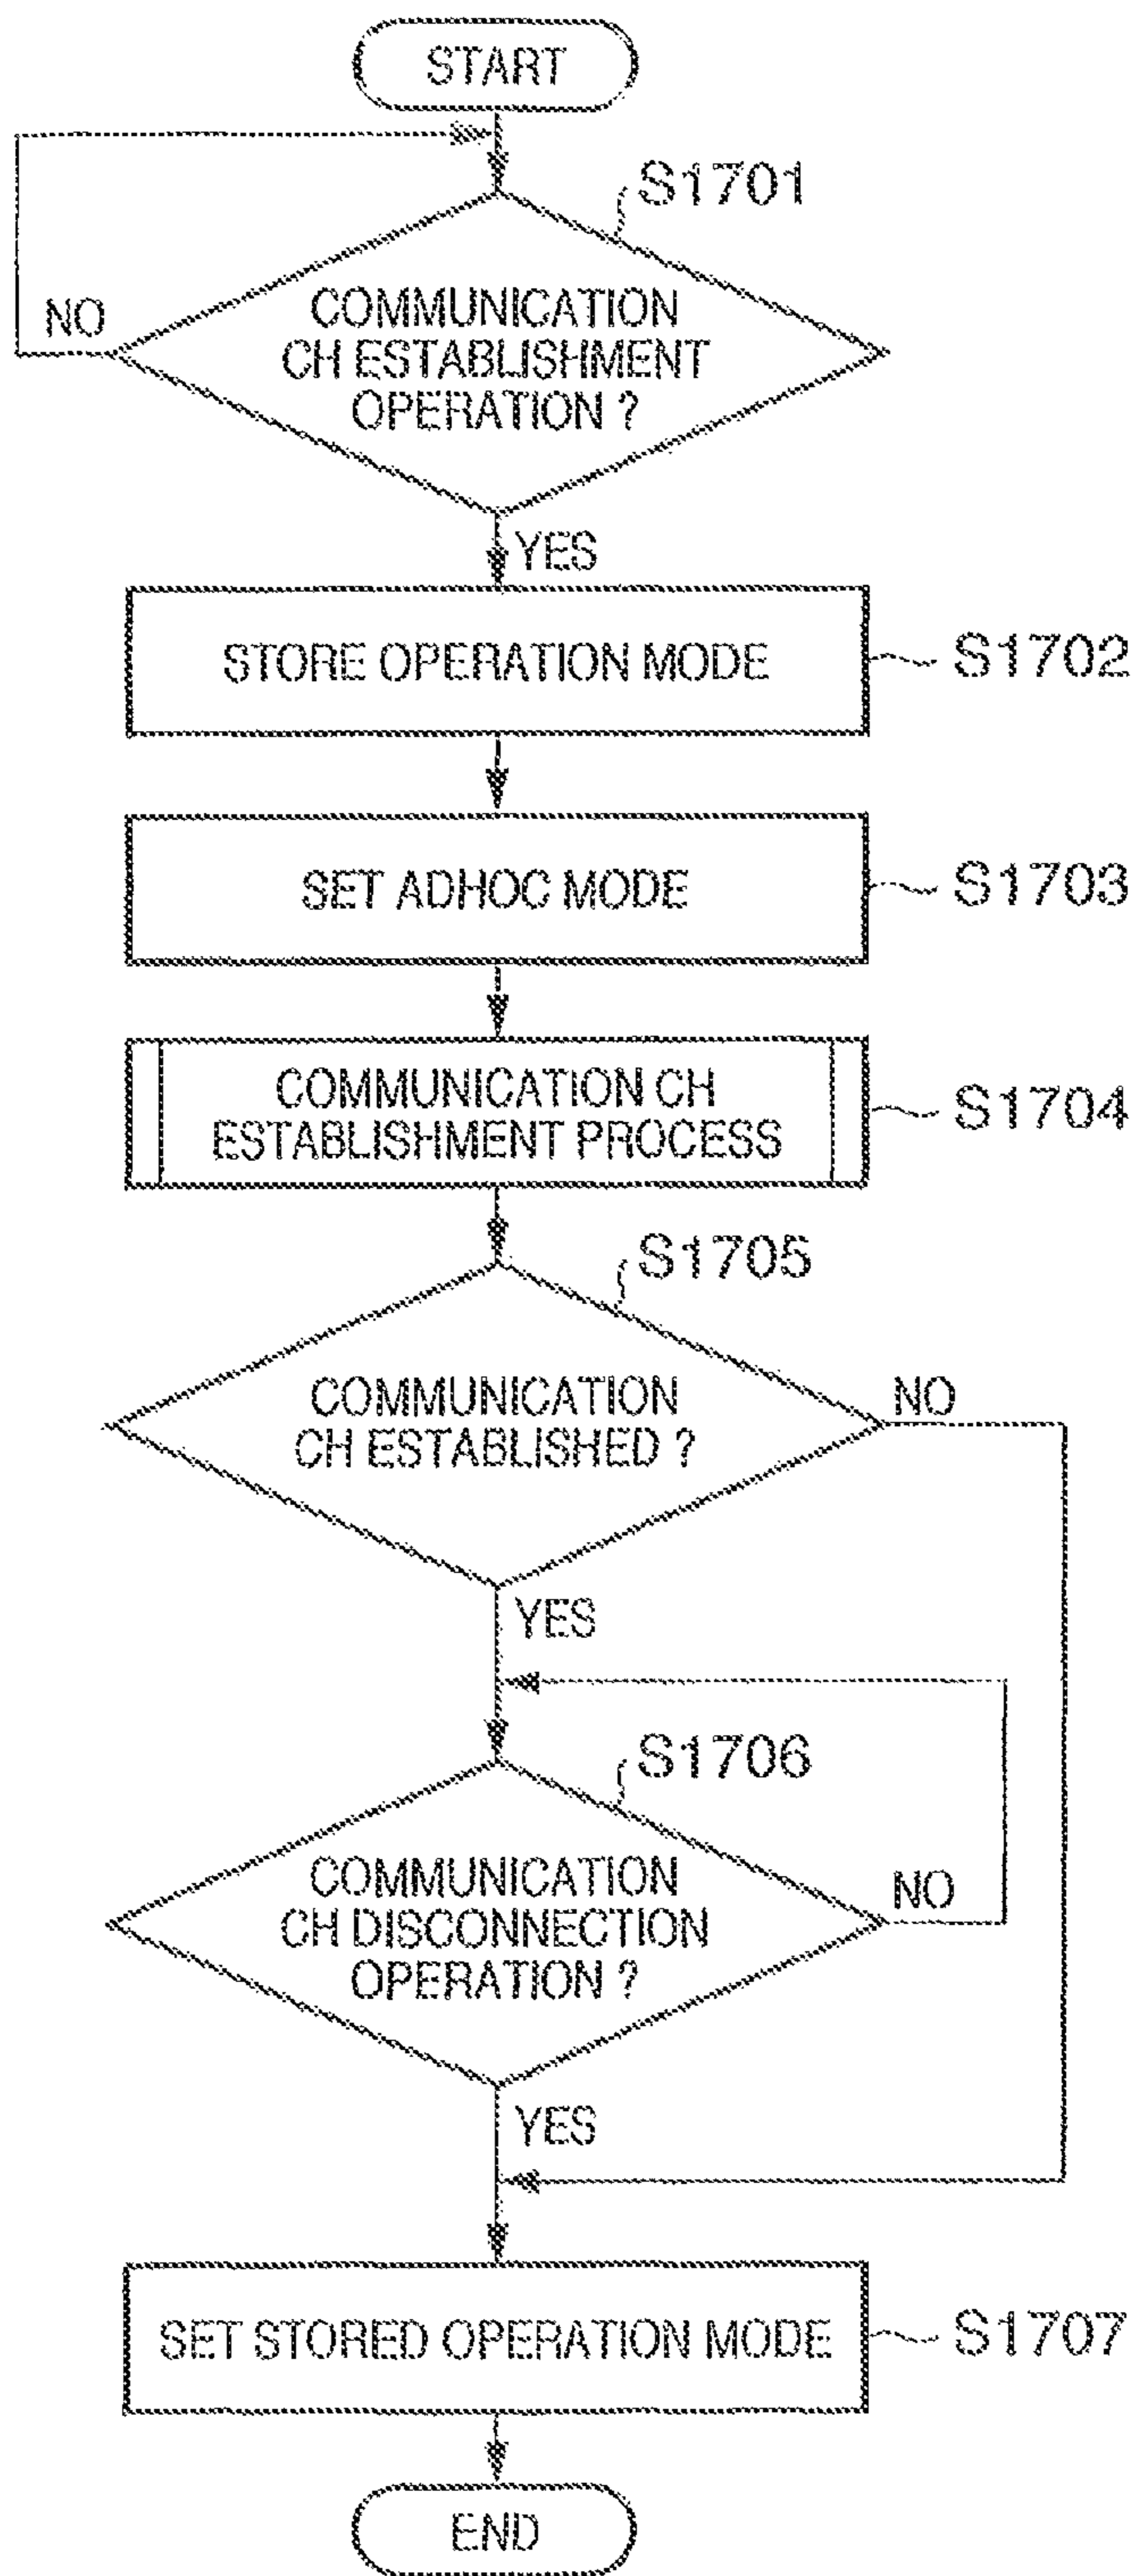 START
S1701
NO
COMMUNICATION
CH ESTABLISHMENT
OPERATION ?
YES
STORE OPERATION MODE
S1702
SET ADHOC MODE
S1703
COMMUNICATION CH
ESTABLISHMENT PROCESS
S1704
S1705
COMMUNICATION
CH ESTABLISHED ?
NO
YES
S1706
COMMUNICATION
CH DISCONNECTION
OPERATION ?
NO
YES
SET STORED OPERATION MODE
S1707
END